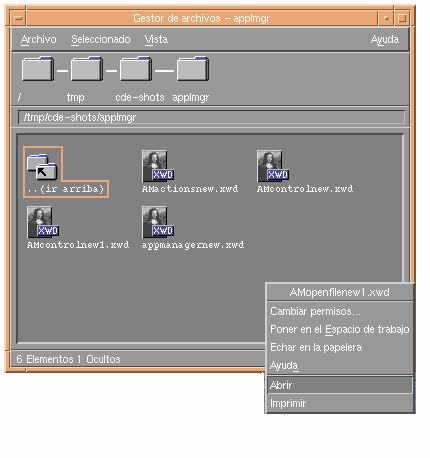 Gestor de archivos - applmgr
Archivo Seleccionado Vista Ayuda
/ tmp cde-shots applmgr
/tmp/cde-shots/applmgr
XWD XWD
..(ir arriba) AMactionsnew.xwd AMcontrolnew.xwd
XWD XWD
AMcontrolnew1.xwd appmanagernew.xwd
AMopenfilenew1.xwd
Cambiar permisos...
Poner en el Espacio de trabajo
Echar en la papelera
Ayuda
6 Elementos 1 Ocultos
Abrir
Imprimir